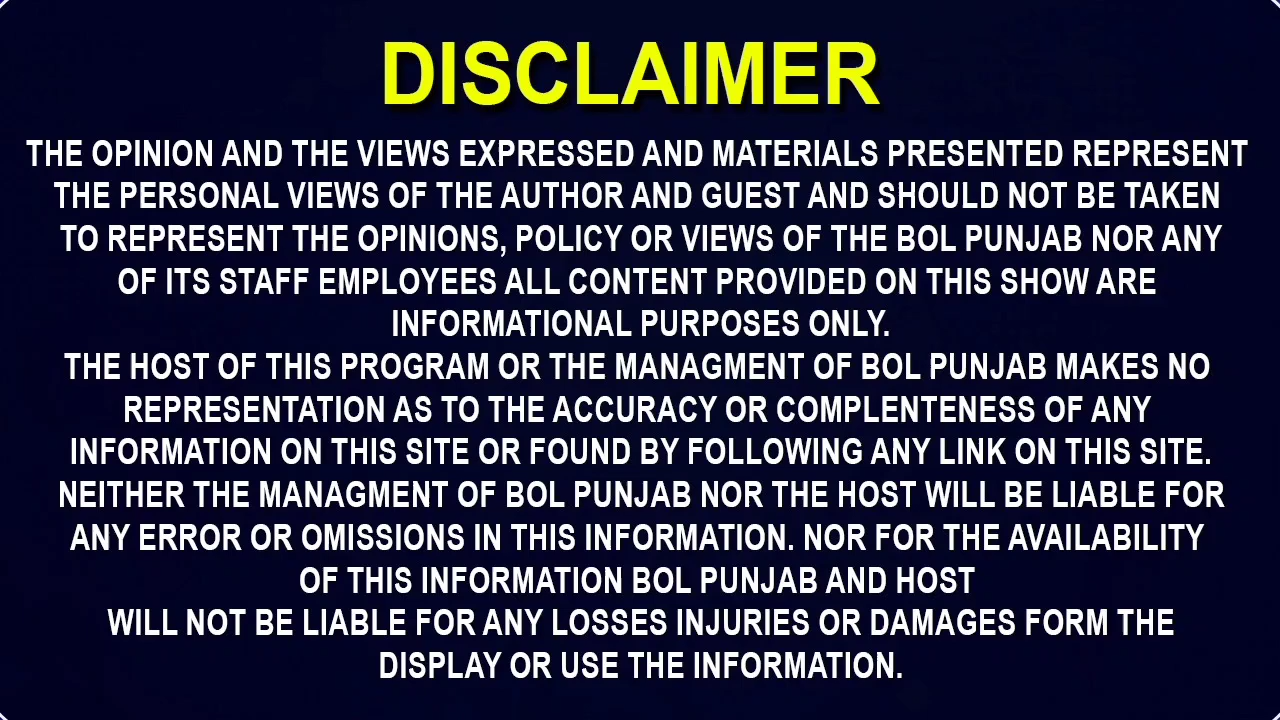 DISCLAIMER
THE OPINION AND THE VIEWS EXPRESSED AND MATERIALS PRESENTED REPRESENT
THE PERSONAL VIEWS OF THE AUTHOR AND GUEST AND SHOULD NOT BE TAKEN
TO REPRESENT THE OPINIONS, POLICY OR VIEWS OF THE BOL PUNJAB NOR ANY
OF ITS STAFF EMPLOYEES ALL CONTENT PROVIDED ON THIS SHOW ARE
INFORMATIONAL PURPOSES ONLY.
THE HOST OF THIS PROGRAM OR THE MANAGMENT OF BOL PUNJAB MAKES NO
REPRESENTATION AS TO THE ACCURACY OR COMPLENTENESS OF ANY
INFORMATION ON THIS SITE OR FOUND BY FOLLOWING ANY LINK ON THIS SITE.
NEITHER THE MANAGMENT OF BOL PUNJAB NOR THE HOST WILL BE LIABLE FOR
ANY ERROR OR OMISSIONS IN THIS INFORMATION. NOR FOR THE AVAILABILITY
OF THIS INFORMATION BOL PUNJAB AND HOST
WILL NOT BE LIABLE FOR ANY LOSSES INJURIES OR DAMAGES FORM THE
DISPLAY OR USE THE INFORMATION.